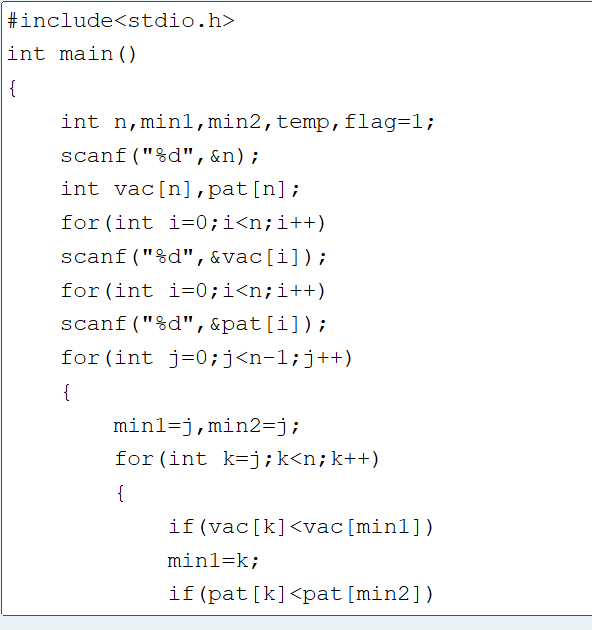 #include<stdio.h>
int main()
{
int n,min1,min2,temp,flag=1;
scanf("%d",&n);
int vac[n],pat[n];
for(int i=0;i<n;i++)
scanf("%d",&vac[i]);
for(int i=0;i<n;i++)
scanf("%d",&pat[i]);
for(int j=0;j<n-1;j++)
{
min1=j,min2=j;
for(int k=j;k<n;k++)
{
if(vac[k]<vac[min1])
min1=k;
if(pat[k]<pat[min2])